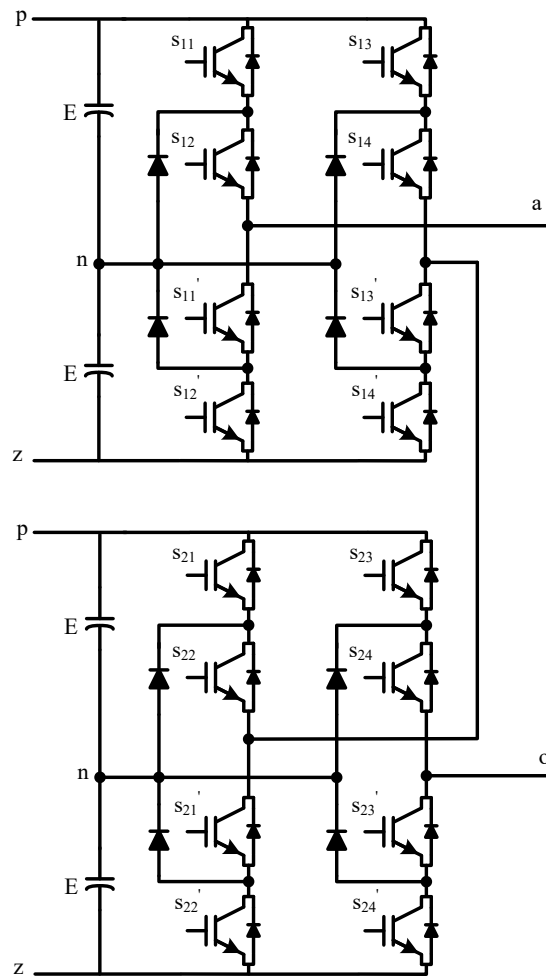 p
s11 s13
E
s12 s14
a
n
s11' s13'
E
s12' s14'
z
p
s21 s23
E
s22 s24
n o
s21' s23'
E
s22' s24'
z